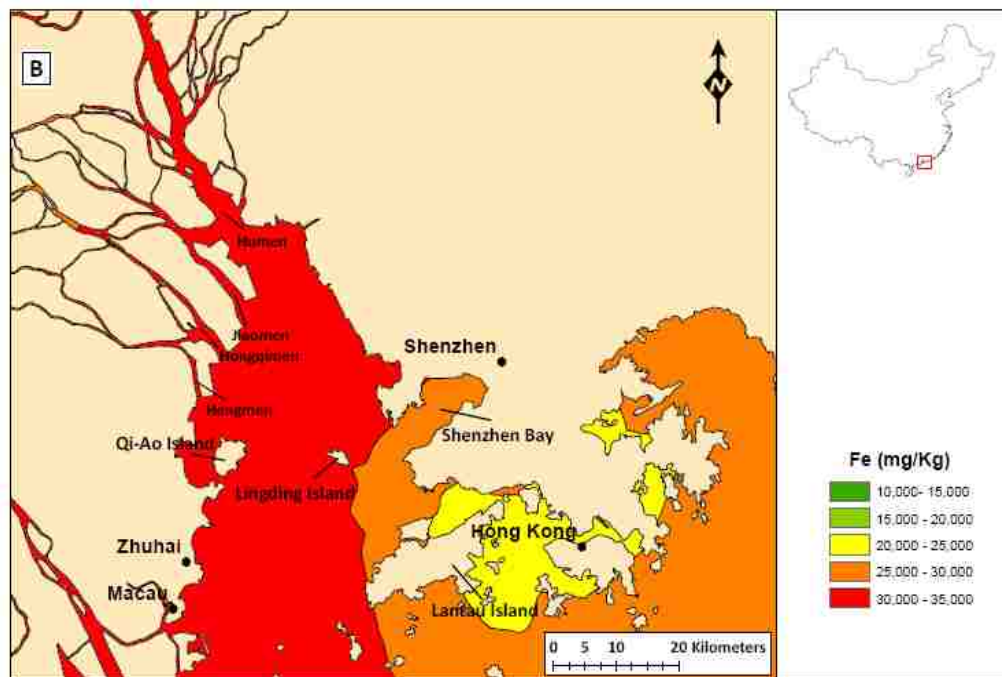 B
N
Humen
Jiaomen
Hongqimen
Shenzhen
Hengmen
Qi-Ao Island
Shenzhen Bay
Lingding Island
Hong Kong
Zhuhai
Macau
Lantau Island
0 5 10 20 Kilometers
Fe (mg/Kg)
10,000- 15,000
15,000 - 20,000
20,000 - 25,000
25,000 - 30,000
30,000 - 35,000